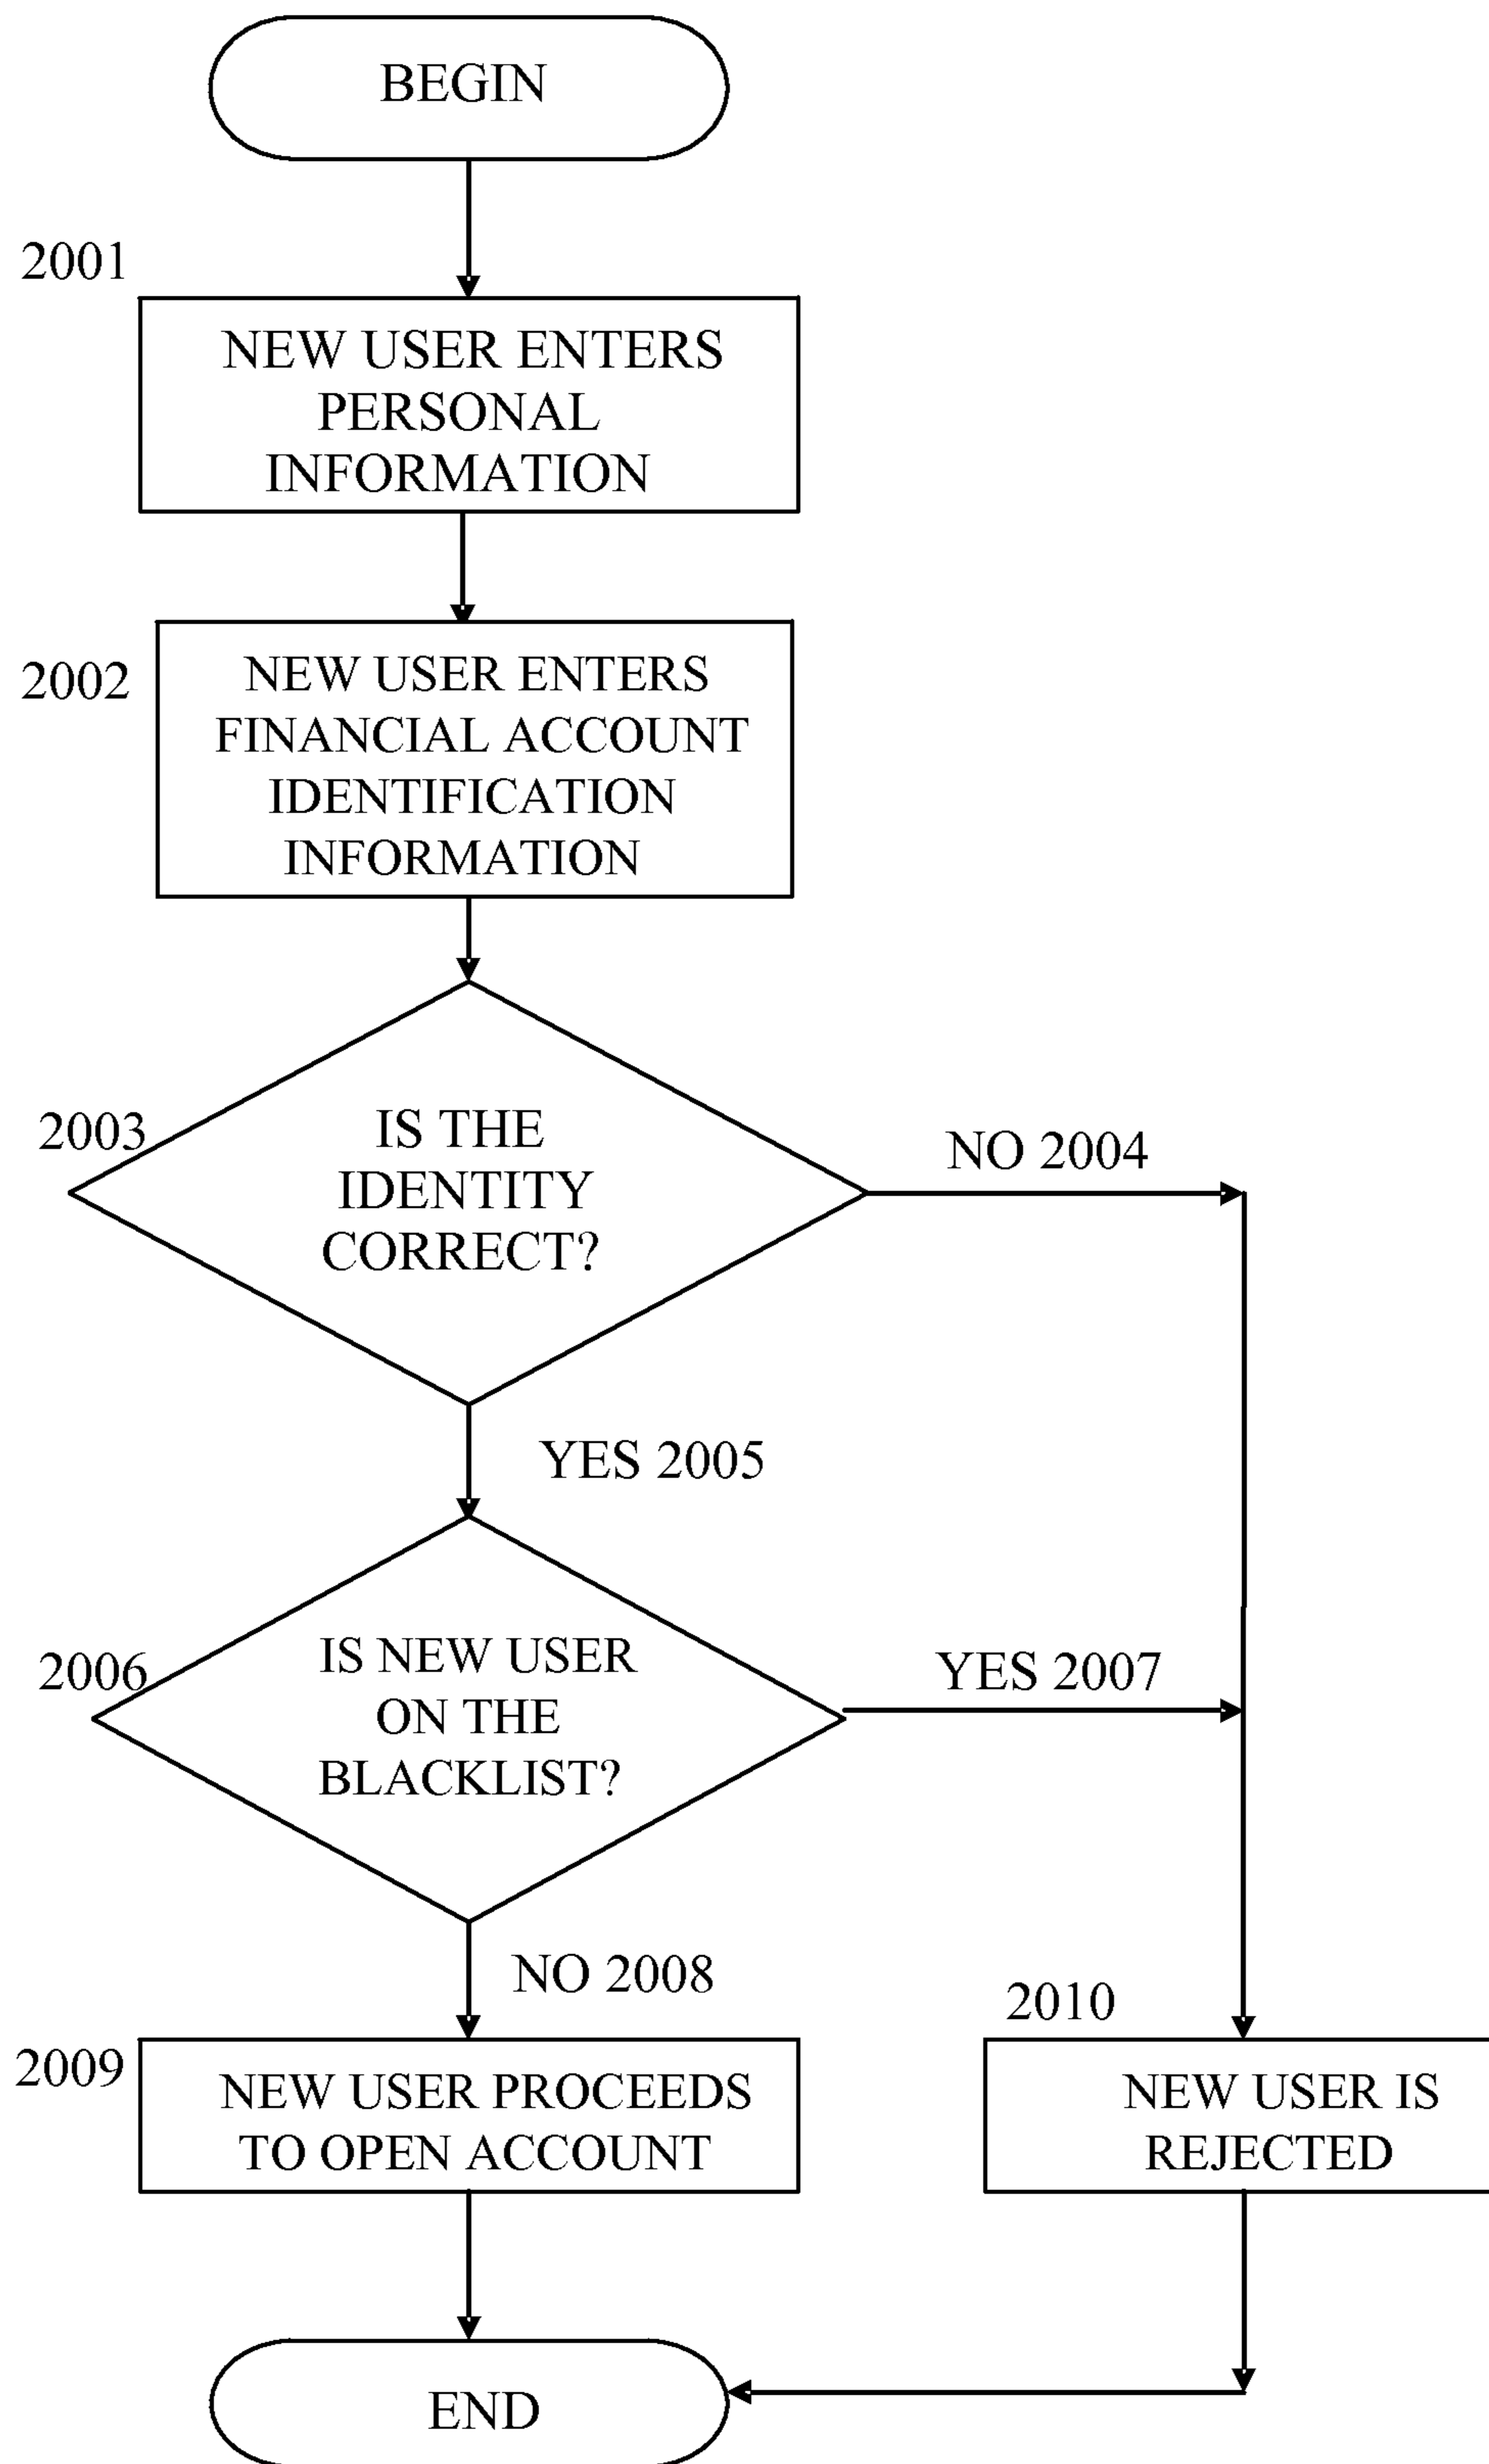 BEGIN
2001
NEW USER ENTERS
PERSONAL
INFORMATION
2002
NEW USER ENTERS
FINANCIAL ACCOUNT
IDENTIFICATION
INFORMATION
2003
IS THE
IDENTITY
CORRECT?
NO 2004
YES 2005
2006
IS NEW USER
ON THE
BLACKLIST?
YES 2007
NO 2008
2009
NEW USER PROCEEDS
TO OPEN ACCOUNT
2010
NEW USER IS
REJECTED
END